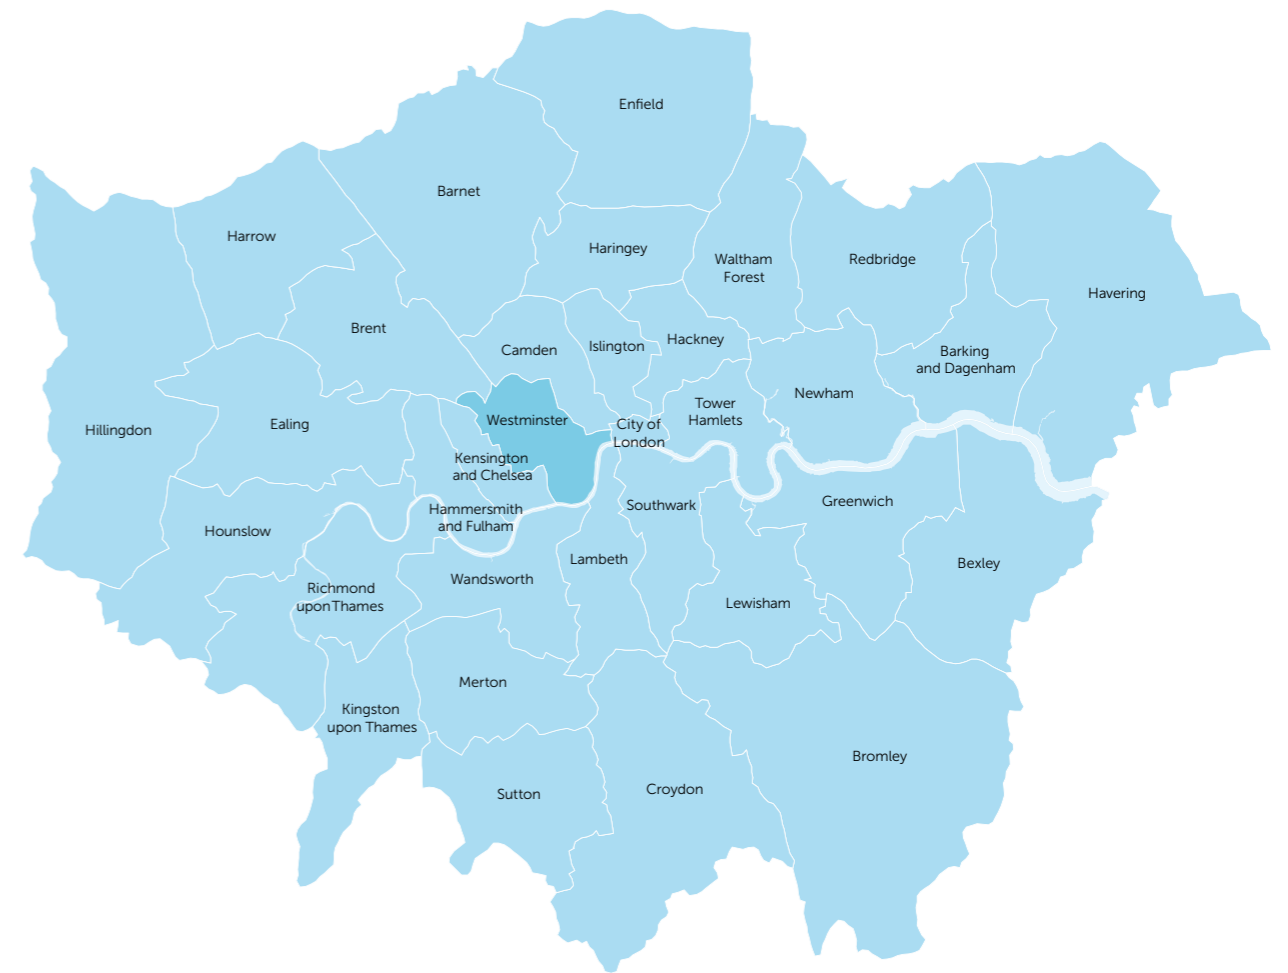 Enfield
Barnet
Harrow
Haringey
Waltham
Forest
Redbridge
Havering
Brent
Camden
Islington
Hackney
Barking
and Dagenham
Hillingdon
Ealing
Westminster
City of
London
Tower
Hamlets
Newham
Kensington
and Chelsea
Hounslow
Hammersmith
and Fulham
Southwark
Greenwich
Richmond
upon Thames
Wandsworth
Lambeth
Lewisham
Bexley
Merton
Kingston
upon Thames
Sutton
Croydon
Bromley